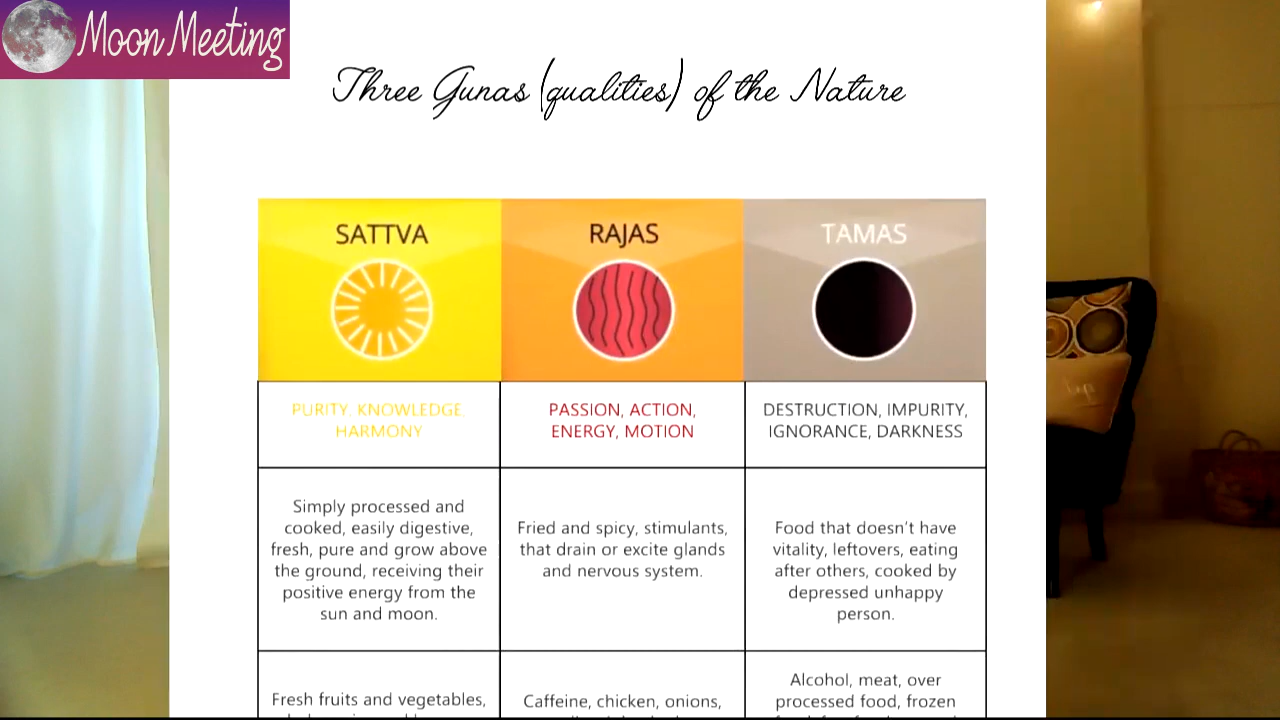 Moon Meeting
Three Gunas (qualities) of the Nature
SATTVA
RAJAS
TAMAS
PURITY. KNOWLEDGE
HARMONY
PASSION, ACTION,
ENERGY, MOTION
DESTRUCTION, IMPURITY,
IGNORANCE, DARKNESS
Simply processed and
cooked, easily digestive,
fresh, pure and grow above
the ground, receiving their
positive energy from the
sun and moon.
Fried and spicy, stimulants,
that drain or excite glands
and nervous system.
Food that doesn't have
vitality, leftovers, eating
after others, cooked by
depressed unhappy
person.
Fresh fruits and vegetables,
Caffeine, chicken, onions,
Alcohol, meat, over
processed food, frozen